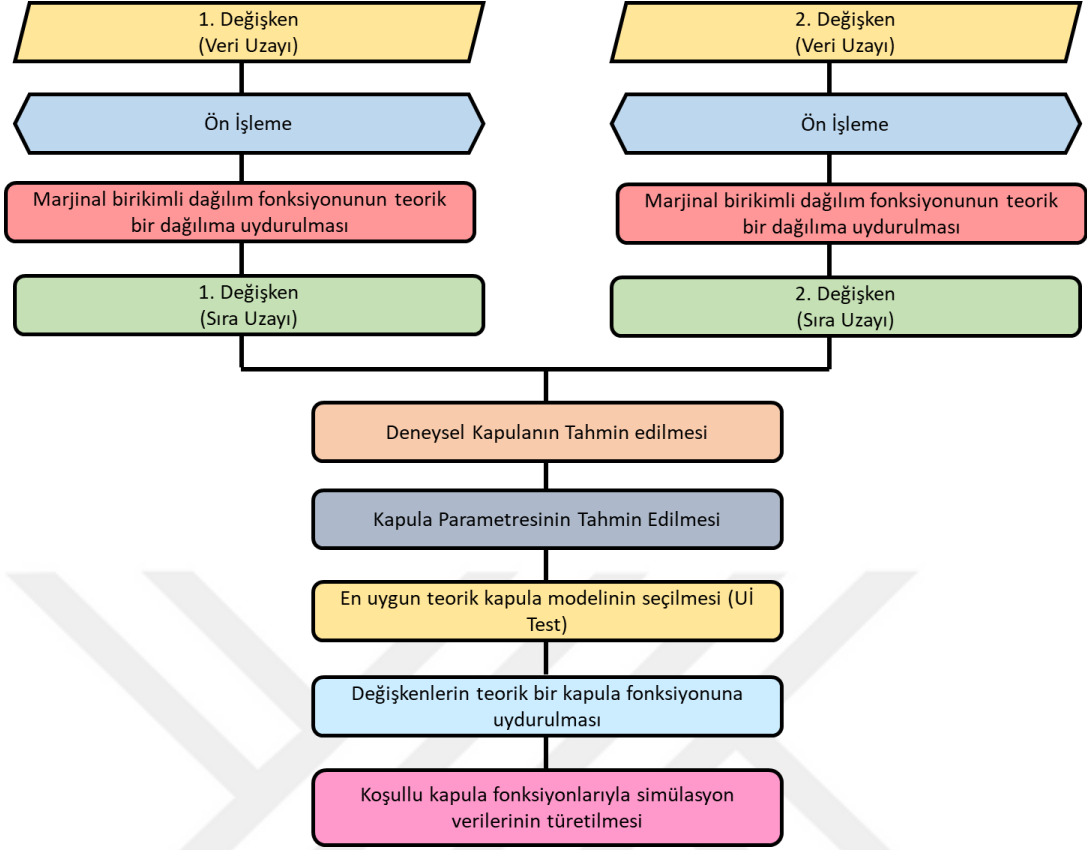 1. Değişken
(Veri Uzayı)
2. Değişken
(Veri Uzayı)
Ön İşleme
Ön İşleme
Marjinal birikimli dağılım fonksiyonunun teorik
bir dağılıma uydurulması
Marjinal birikimli dağılım fonksiyonunun teorik
bir dağılıma uydurulması
1. Değişken
(Sıra Uzayı)
2. Değişken
(Sıra Uzayı)
Deneysel Kapulanın Tahmin edilmesi
Kapula Parametresinin Tahmin Edilmesi
En uygun teorik kapula modelinin seçilmesi (Uİ
Test)
Değişkenlerin teorik bir kapula fonksiyonuna
uydurulması
Koşullu kapula fonksiyonlarıyla simülasyon
verilerinin türetilmesi